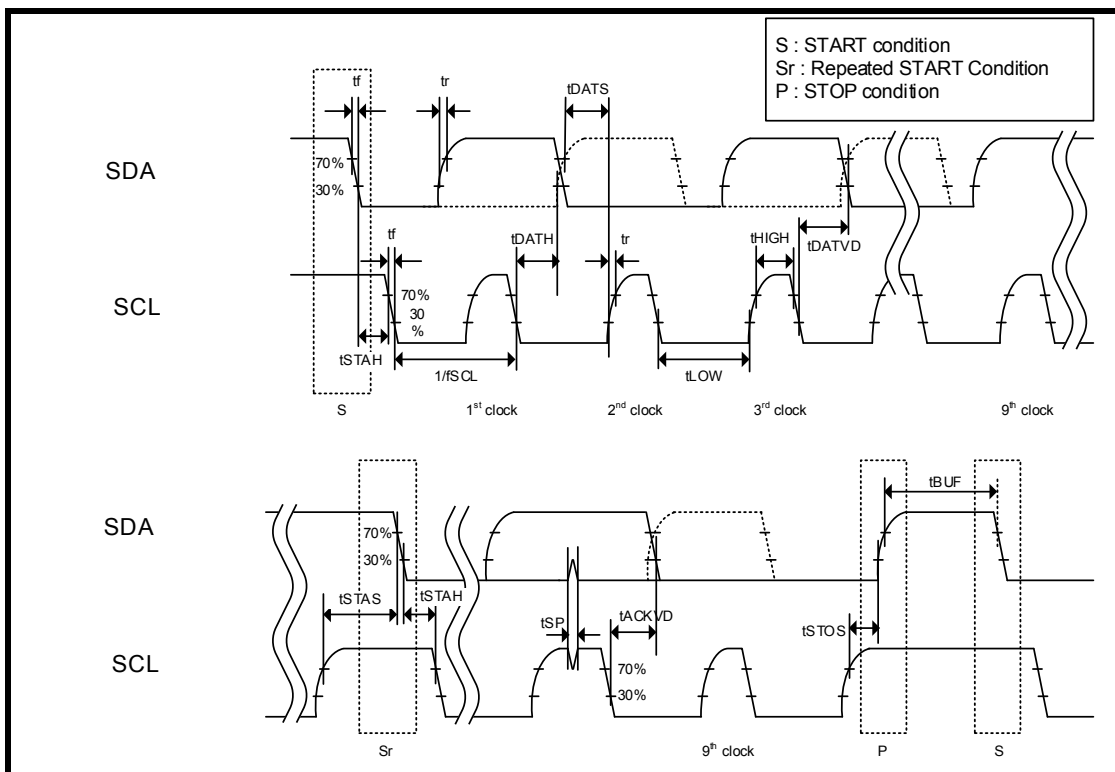 S : START condition
Sr : Repeated START Condition
P : STOP condition
tf
tr
tDATS
SDA
70%
30%
tf
tDATH
tr
tHIGH
tDATVD
SCL
70%
30
%
tSTAH
1/fSCL
tLOW
S
1st clock
2nd clock
3rd clock
9th clock
tBUF
SDA
70%
30%
tSTAS
tSTAH
tSP
tACKVD
tSTOS
SCL
70%
30%
Sr
9th clock
P
S